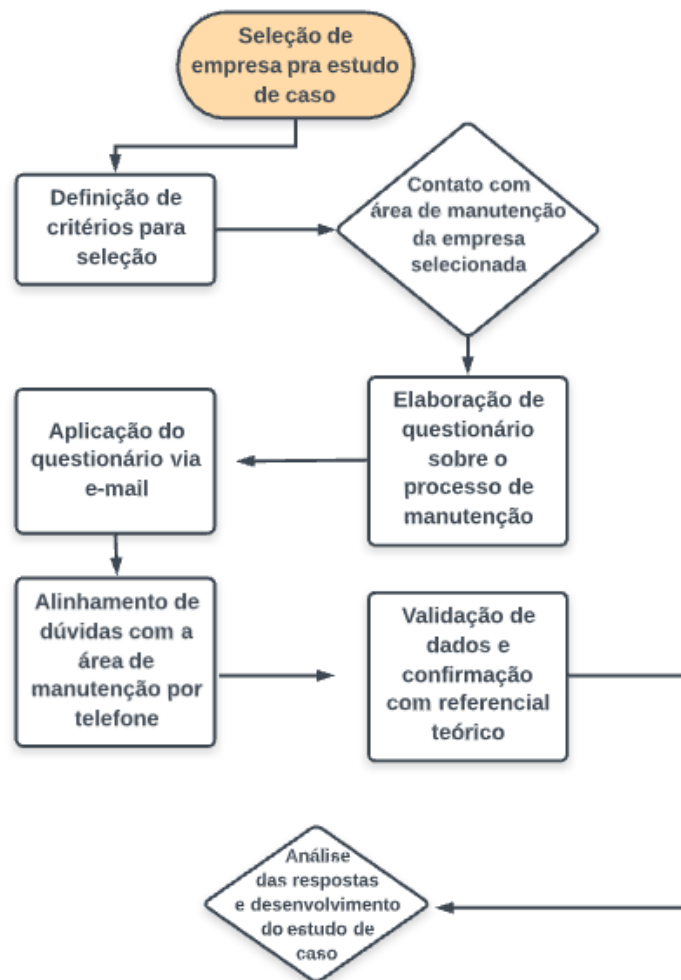 Seleção de
empresa pra estudo
de caso
Definição de
critérios para
seleção
Contato com
área de manutenção
da empresa
selecionada
Elaboração de
questionário
sobre o
processo de
manutenção
Aplicação do
questionário via
e-mail
Alinhamento de
dúvidas com a
área de
manutenção por
telefone
Validação de
dados e
confirmação
com referencial
teórico
Análise
das respostas
e desenvolvimento
do estudo de
caso